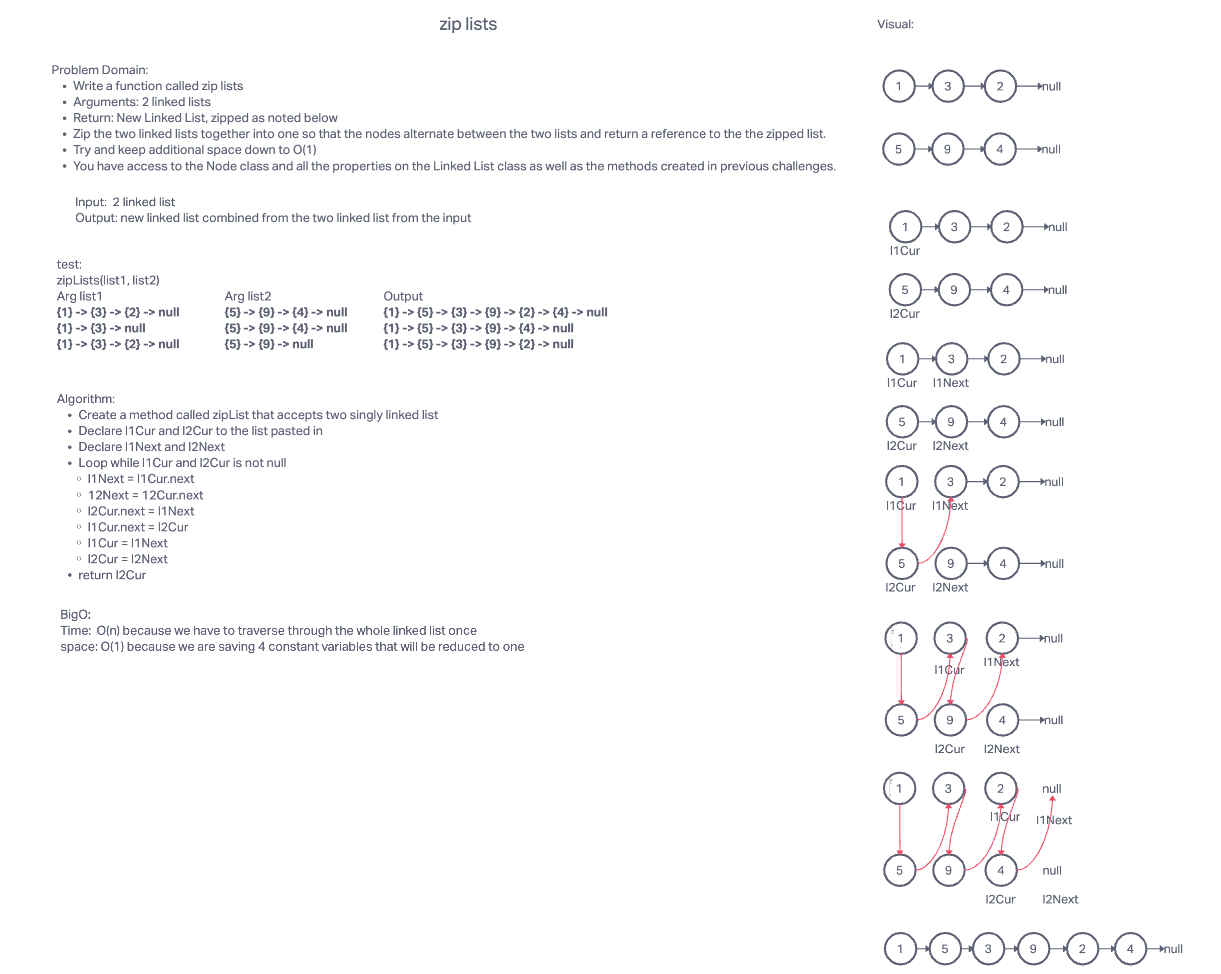 zip lists
Problem Domain:
• Write a function called zip lists
• Arguments: 2 linked lists
• Return: New Linked List, zipped as noted below
• Zip the two linked lists together into one so that the nodes alternate between the two lists and return a reference to the the zipped list.
• Try and keep additional space down to O(1)
• You have access to the Node class and all the properties on the Linked List class as well as the methods created in previous challenges.
Input: 2 linked list
Output: new linked list combined from the two linked list from the input
test:
zipLists(list1, list2)
Arg list1 Arg list2 Output
{1} -> {3} -> {2} -> null {5} -> {9} -> {4} -> null {1} -> {5} -> {3} -> {9} -> {2} -> {4} -> null
{1} -> {3} -> null {5} -> {9} -> {4} -> null {1} -> {5} -> {3} -> {9} -> {4} -> null
{1} -> {3} -> {2} -> null {5} -> {9} -> null {1} -> {5} -> {3} -> {9} -> {2} -> null
Algorithm:
• Create a method called zipList that accepts two singly linked list
• Declare l1Cur and l2Cur to the list pasted in
• Declare l1Next and l2Next
• Loop while l1Cur and l2Cur is not null
◦ l1Next = l1Cur.next
◦ 12Next = 12Cur.next
◦ l2Cur.next = l1Next
◦ l1Cur.next = l2Cur
◦ l1Cur = l1Next
◦ l2Cur = l2Next
• return l2Cur
BigO:
Time: O(n) because we have to traverse through the whole linked list once
space: O(1) because we are saving 4 constant variables that will be reduced to one
Visual:
1 3 2 null
5 9 4 null
1 3 2 null
l1Cur
5 9 4 null
l2Cur
1 3 2 null
l1Cur l1Next
5 9 4 null
l2Cur l2Next
1 3 2 null
l1Cur l1Next
5 9 4 null
l2Cur l2Next
1 3 2 null
l1Cur l1Next
5 9 4 null
l2Cur l2Next
1 3 2 null
l1Cur l1Next
5 9 4 null
l2Cur l2Next
1 5 3 9 2 4 null